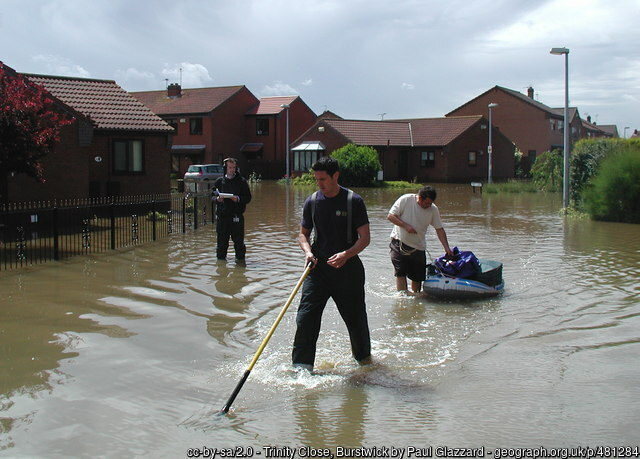 cc-by-sa/2.0 - Trinity Close, Burstwick by Paul Glazzard - geograph.org.uk/p/481284